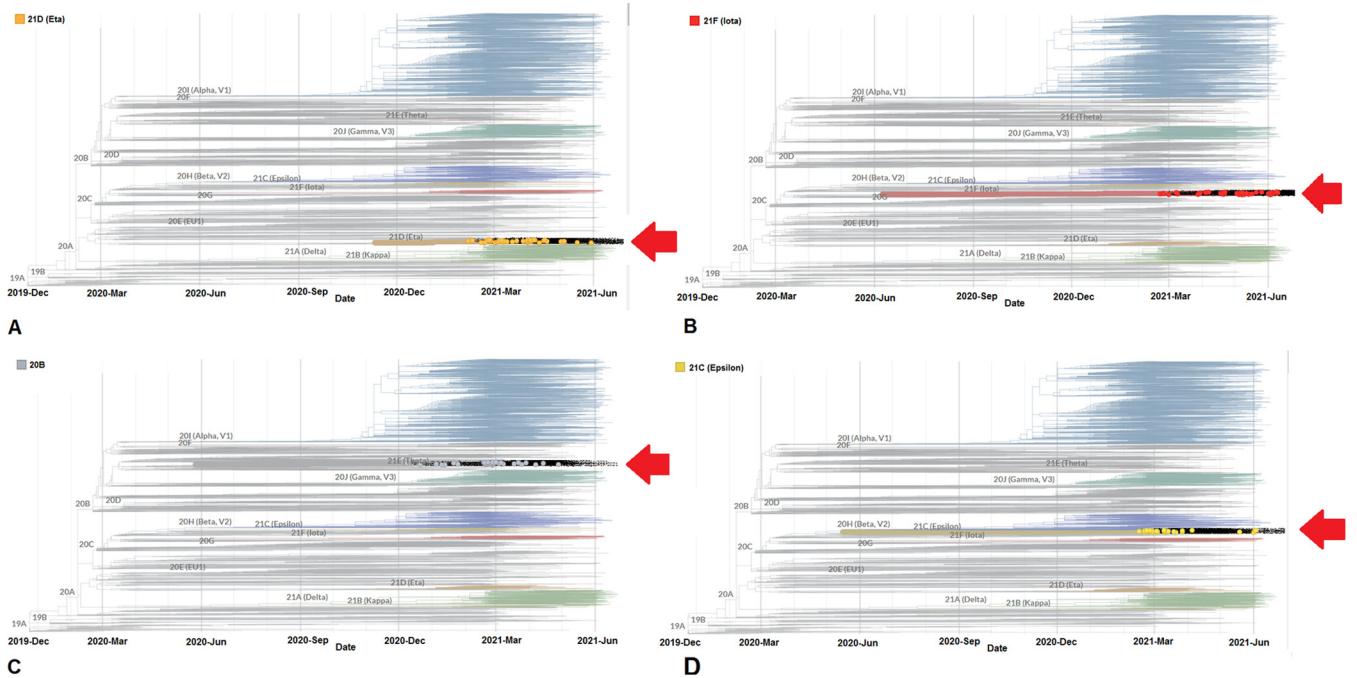 21D (Eta)
20I (Alpha, V1)
20F
21E (Theta)
20J (Gamma, V3)
20B
20D
20H (Beta, V2)
21C (Epsilon)
21F (Iota)
20G
20C
20E (EU1)
21D (Eta)
20A
21A (Delta)
21B (Kappa)
19B
19A
2019-Dec 2020-Mar 2020-Jun 2020-Sep 2020-Dec 2021-Mar 2021-Jun
Date
A
21F (Iota)
20I (Alpha, V1)
20F
21E (Theta)
20J (Gamma, V3)
20B
20D
20H (Beta, V2)
21C (Epsilon)
21F (Iota)
20G
20C
20E (EU1)
21D (Eta)
20A
21A (Delta)
21B (Kappa)
19B
19A
2019-Dec 2020-Mar 2020-Jun 2020-Sep 2020-Dec 2021-Mar 2021-Jun
Date
B
20B
20I (Alpha, V1)
20F
21E (Theta)
20J (Gamma, V3)
20B
20D
20H (Beta, V2)
21C (Epsilon)
21F (Iota)
20G
20C
20E (EU1)
21D (Eta)
20A
21A (Delta)
21B (Kappa)
19B
19A
2019-Dec 2020-Mar 2020-Jun 2020-Sep 2020-Dec 2021-Mar 2021-Jun
Date
C
21C (Epsilon)
20I (Alpha, V1)
20F
21E (Theta)
20J (Gamma, V3)
20B
20D
20H (Beta, V2)
21C (Epsilon)
21F (Iota)
20G
20C
20E (EU1)
21D (Eta)
20A
21A (Delta)
21B (Kappa)
19B
19A
2019-Dec 2020-Mar 2020-Jun 2020-Sep 2020-Dec 2021-Mar 2021-Jun
Date
D